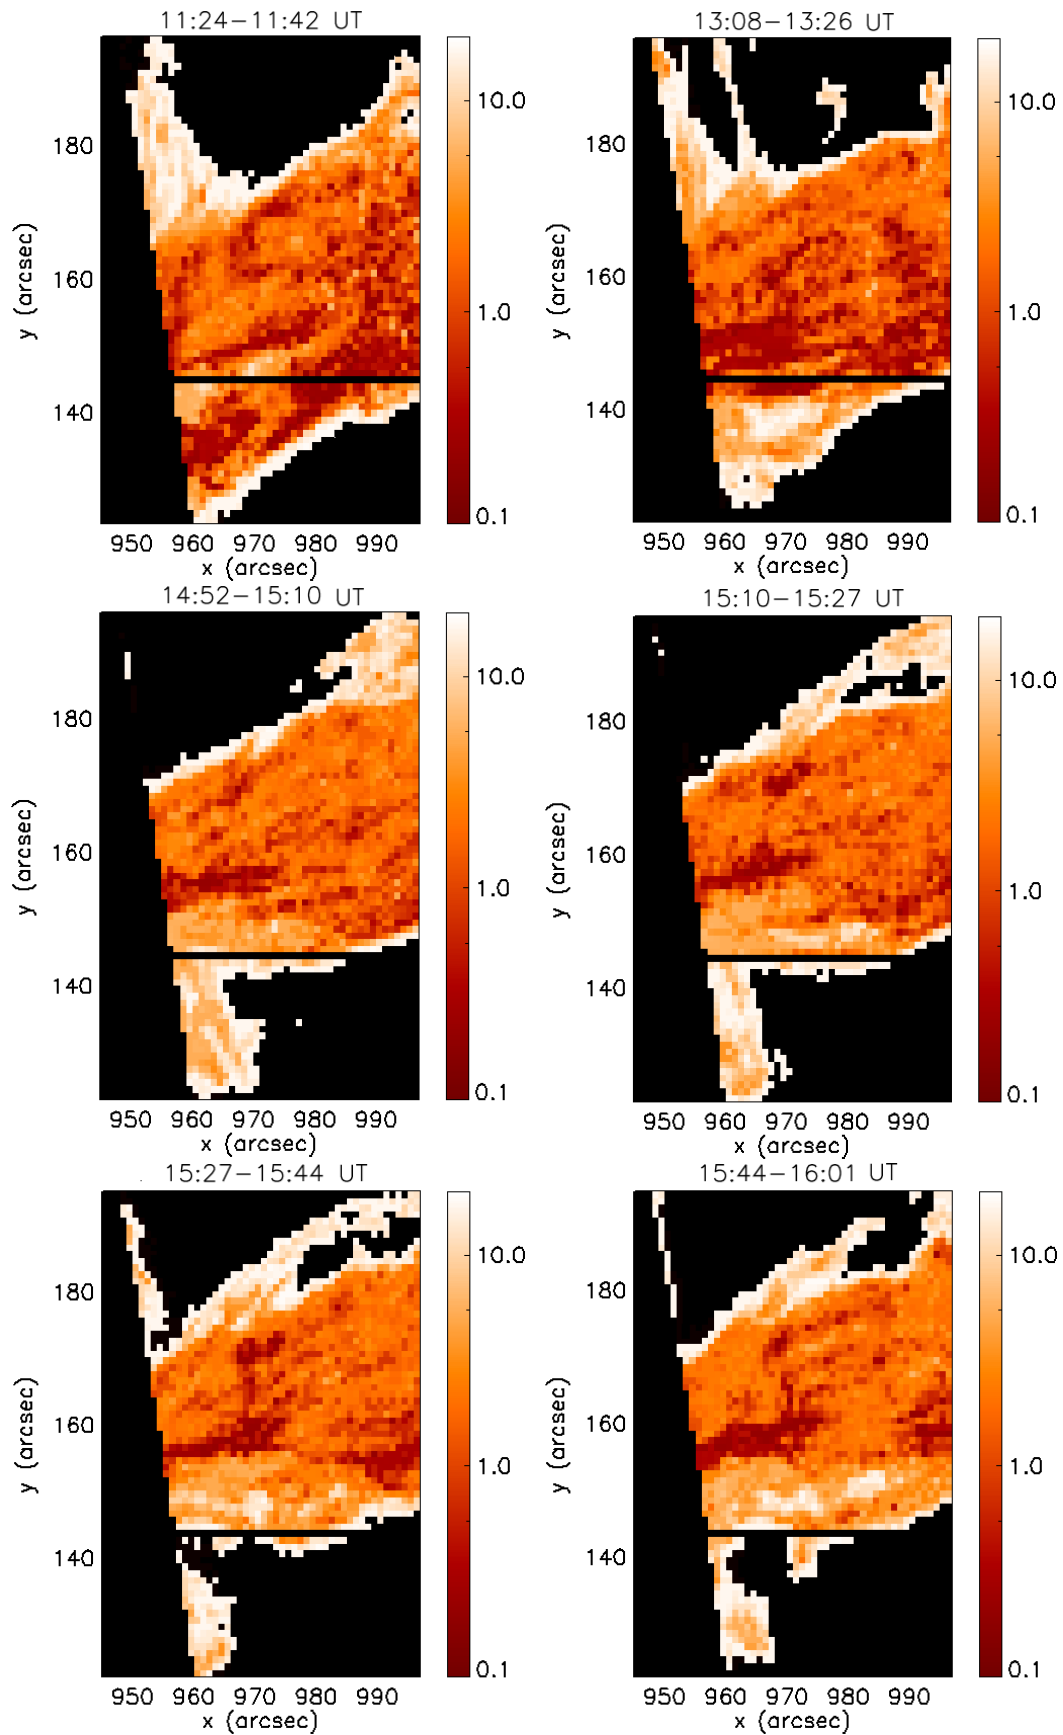 11:24−11:42 UT
13:08−13:26 UT
180
160
140
y (arcsec)
950 960 970 980 990
x (arcsec)
10.0
1.0
0.1
180
160
140
y (arcsec)
950 960 970 980 990
x (arcsec)
10.0
1.0
0.1
14:52−15:10 UT
15:10−15:27 UT
180
160
140
y (arcsec)
950 960 970 980 990
x (arcsec)
10.0
1.0
0.1
180
160
140
y (arcsec)
950 960 970 980 990
x (arcsec)
10.0
1.0
0.1
15:27−15:44 UT
15:44−16:01 UT
180
160
140
y (arcsec)
950 960 970 980 990
x (arcsec)
10.0
1.0
0.1
180
160
140
y (arcsec)
950 960 970 980 990
x (arcsec)
10.0
1.0
0.1